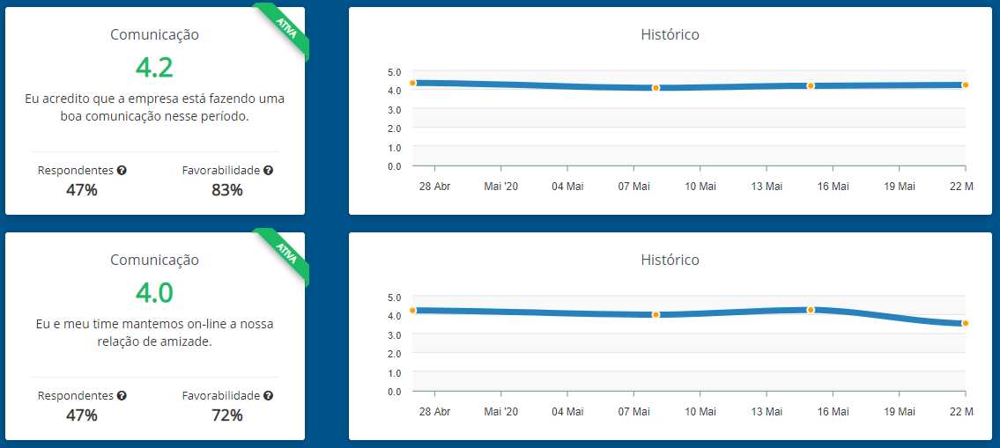 Comunicação
ATIVA
4.2
Eu acredito que a empresa está fazendo uma
boa comunicação nesse período.
Respondentes ?
Favorabilidade ?
47%
83%
Histórico
5.0
4.0
3.0
2.0
1.0
0.0
28 Abr
Mai '20
04 Mai
07 Mai
10 Mai
13 Mai
16 Mai
19 Mai
22 M
Comunicação
ATIVA
4.0
Eu e meu time mantemos on-line a nossa
relação de amizade.
Respondentes ?
Favorabilidade ?
47%
72%
Histórico
5.0
4.0
3.0
2.0
1.0
0.0
28 Abr
Mai '20
04 Mai
07 Mai
10 Mai
13 Mai
16 Mai
19 Mai
22 M